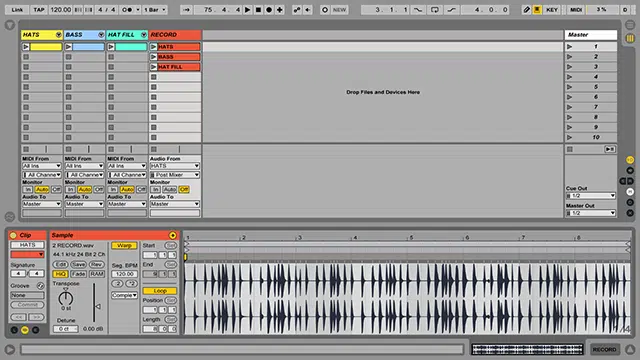 Link TAP 120.00 1 Bar 75. 4. 4 NEW 3. 1. 1 4. 0. 0 KEY MIDI 3 % D
HATS BASS HAT FILL RECORD Master
HATS 1
BASS 2
HAT FILL 3
4
5
Drop Files and Devices Here
6
7
8
9
10
MIDI From MIDI From MIDI From Audio From
All Ins All Ins All Ins HATS
All Channe All Channe All Channe Post Mixer
Monitor Monitor Monitor Monitor
In Auto Off In Auto Off In Auto Off In Auto Off
Audio To Audio To Audio To Audio To Cue Out
Master Master Master Master 1/2
Master Out
1/2
Clip Sample
HATS 2 RECORD.wav Warp Start Set 1 2 3 4 5 6 7 8
44.1 kHz 24 Bit 2 Ch 1 1 1
Signature Edit Save Rev. Seg. BPM End Set
4 / 4 HiQ Fade RAM 120.00
Groove Transpose :2 *2 Loop
None Comple Position Set
Commit 0 st 1 1 1
Detune Length Set
0 ct 0.00 dB 8 0 0
1/4
RECORD